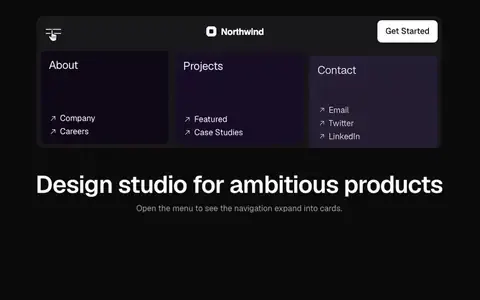 Northwind
Get Started
About
↗ Company
↗ Careers
Projects
↗ Featured
↗ Case Studies
Contact
↗ Email
↗ Twitter
↗ LinkedIn
Design studio for ambitious products
Open the menu to see the navigation expand into cards.